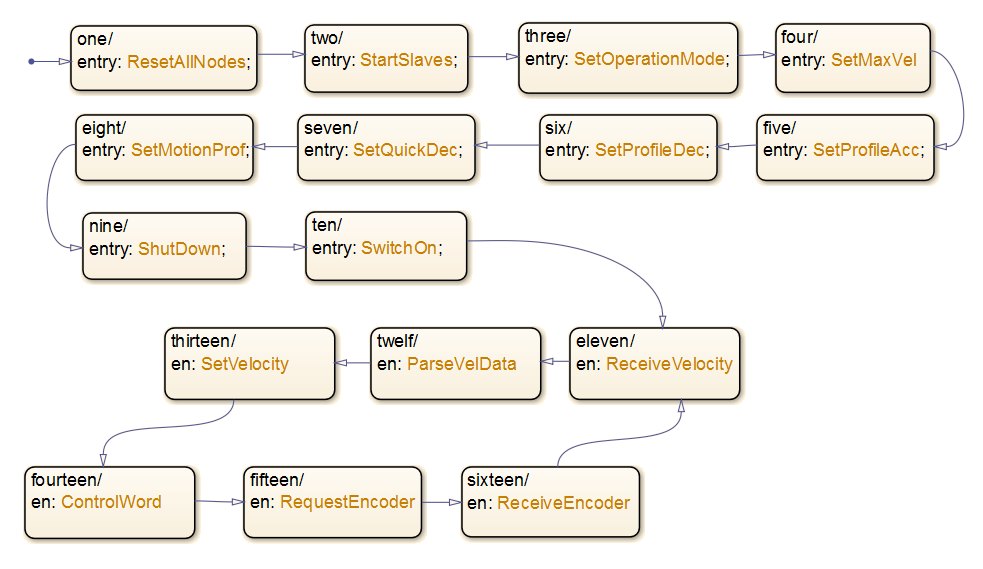 one/
entry: ResetAllNodes;
two/
entry: StartSlaves;
three/
entry: SetOperationMode;
four/
entry: SetMaxVel
eight/
entry: SetMotionProf;
seven/
entry: SetQuickDec;
six/
entry: SetProfileDec;
five/
entry: SetProfileAcc;
nine/
entry: ShutDown;
ten/
entry: SwitchOn;
thirteen/
en: SetVelocity
twelf/
en: ParseVelData
eleven/
en: ReceiveVelocity
fourteen/
en: ControlWord
fifteen/
en: RequestEncoder
sixteen/
en: ReceiveEncoder